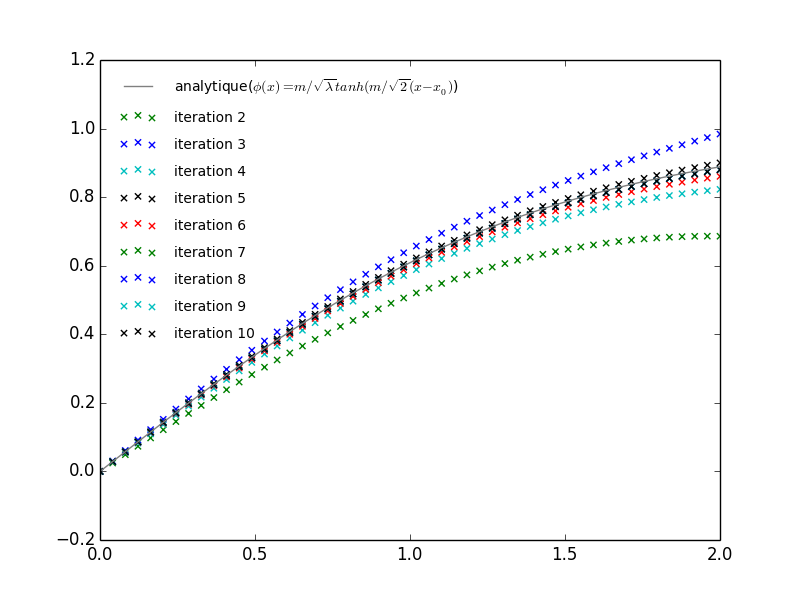 1.2
analytique(ϕ(x)=m/√λtanh(m/√2(x−x₀))
iteration 2
1.0
iteration 3
iteration 4
0.8
iteration 5
iteration 6
iteration 7
0.6
iteration 8
iteration 9
0.4
iteration 10
0.2
0.0
−0.2
0.0 0.5 1.0 1.5 2.0